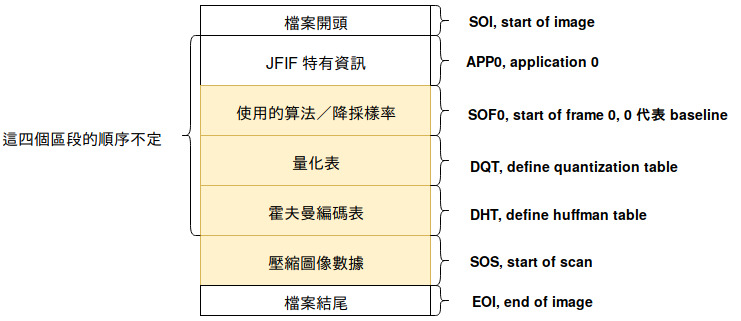 檔案開頭 SOI, start of image
JFIF 特有資訊 APP0, application 0
使用的算法／降採樣率 SOF0, start of frame 0, 0 代表 baseline
這四個區段的順序不定
量化表 DQT, define quantization table
霍夫曼編碼表 DHT, define huffman table
壓縮圖像數據 SOS, start of scan
檔案結尾 EOI, end of image